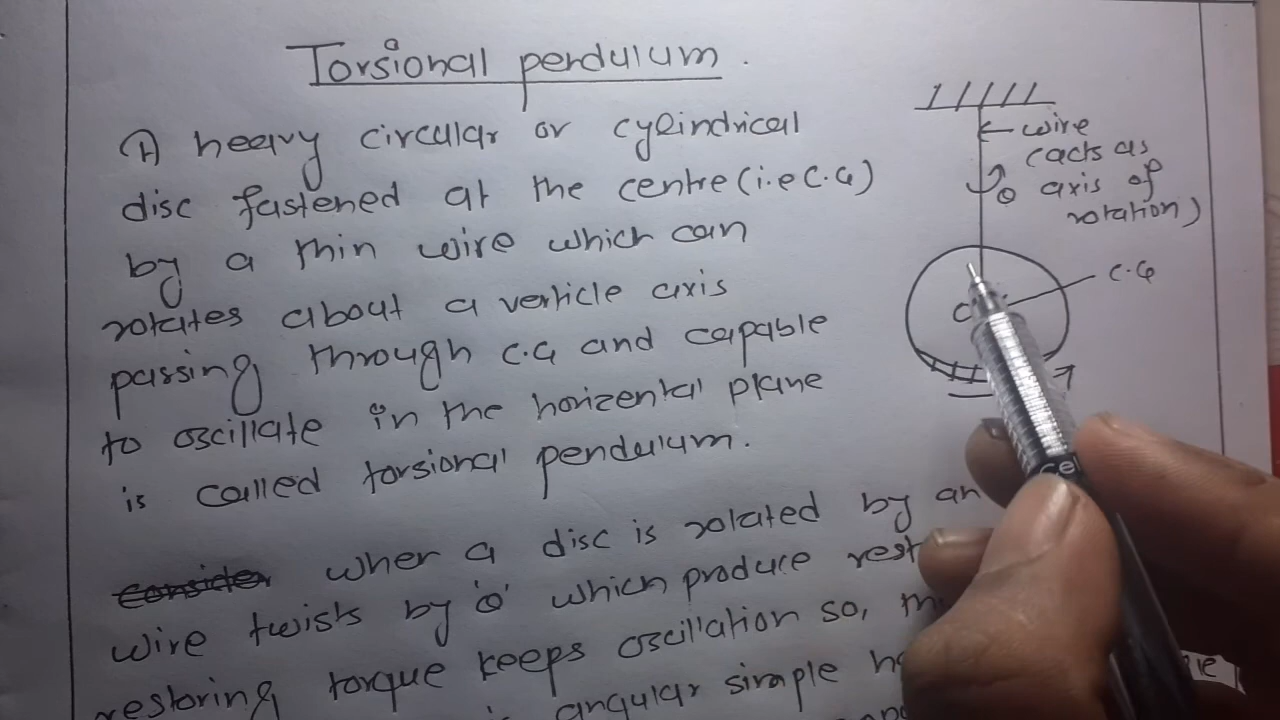 Torsional pendulum.
A heavy circular or cylindrical
disc fastened at the centre (i.e C.G)
by a thin wire which can
rotates about a verticle axis
passing through C.G and capable
to oscillate in the horizental plane
is called torsional pendulum.
consider when a disc is rotated by an
wire twists by 'θ' which produce rest
restoring torque keeps oscillation so,
angular simple
← wire
(acts as
θ axis of
rotation)
C.G
Gel